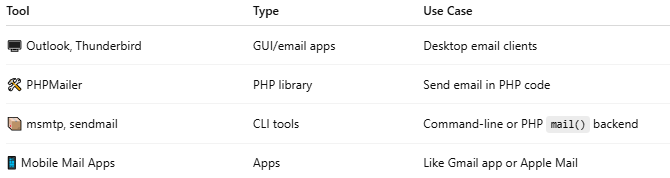 Tool Type Use Case
Outlook, Thunderbird GUI/email apps Desktop email clients
PHPMailer PHP library Send email in PHP code
msmtp, sendmail CLI tools Command-line or PHP mail() backend
Mobile Mail Apps Apps Like Gmail app or Apple Mail